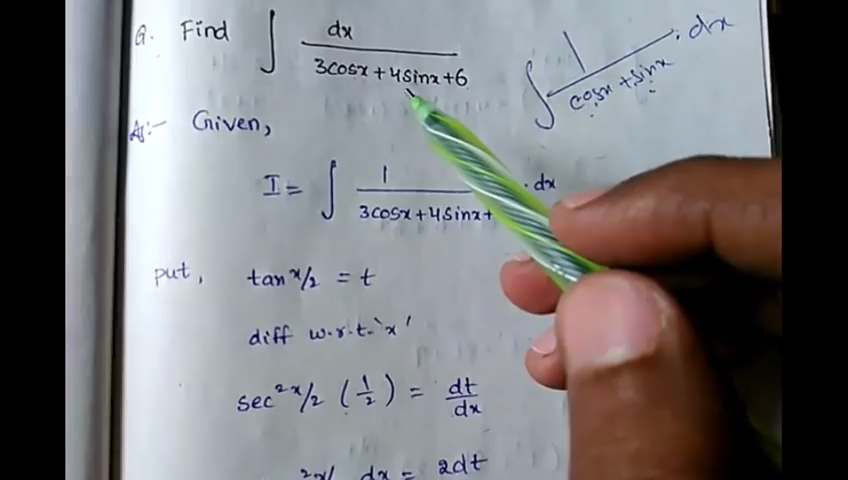 Q. Find ∫ dx / 3cosx + 4sinx + 6
∫ 1 / cosx + sinx . dx
A:- Given,
I = ∫ 1 / 3cosx + 4sinx + . dx
put, tan x/2 = t
diff w.r.t. 'x'
sec² x/2 (1/2) = dt/dx
² x/ dx = 2dt